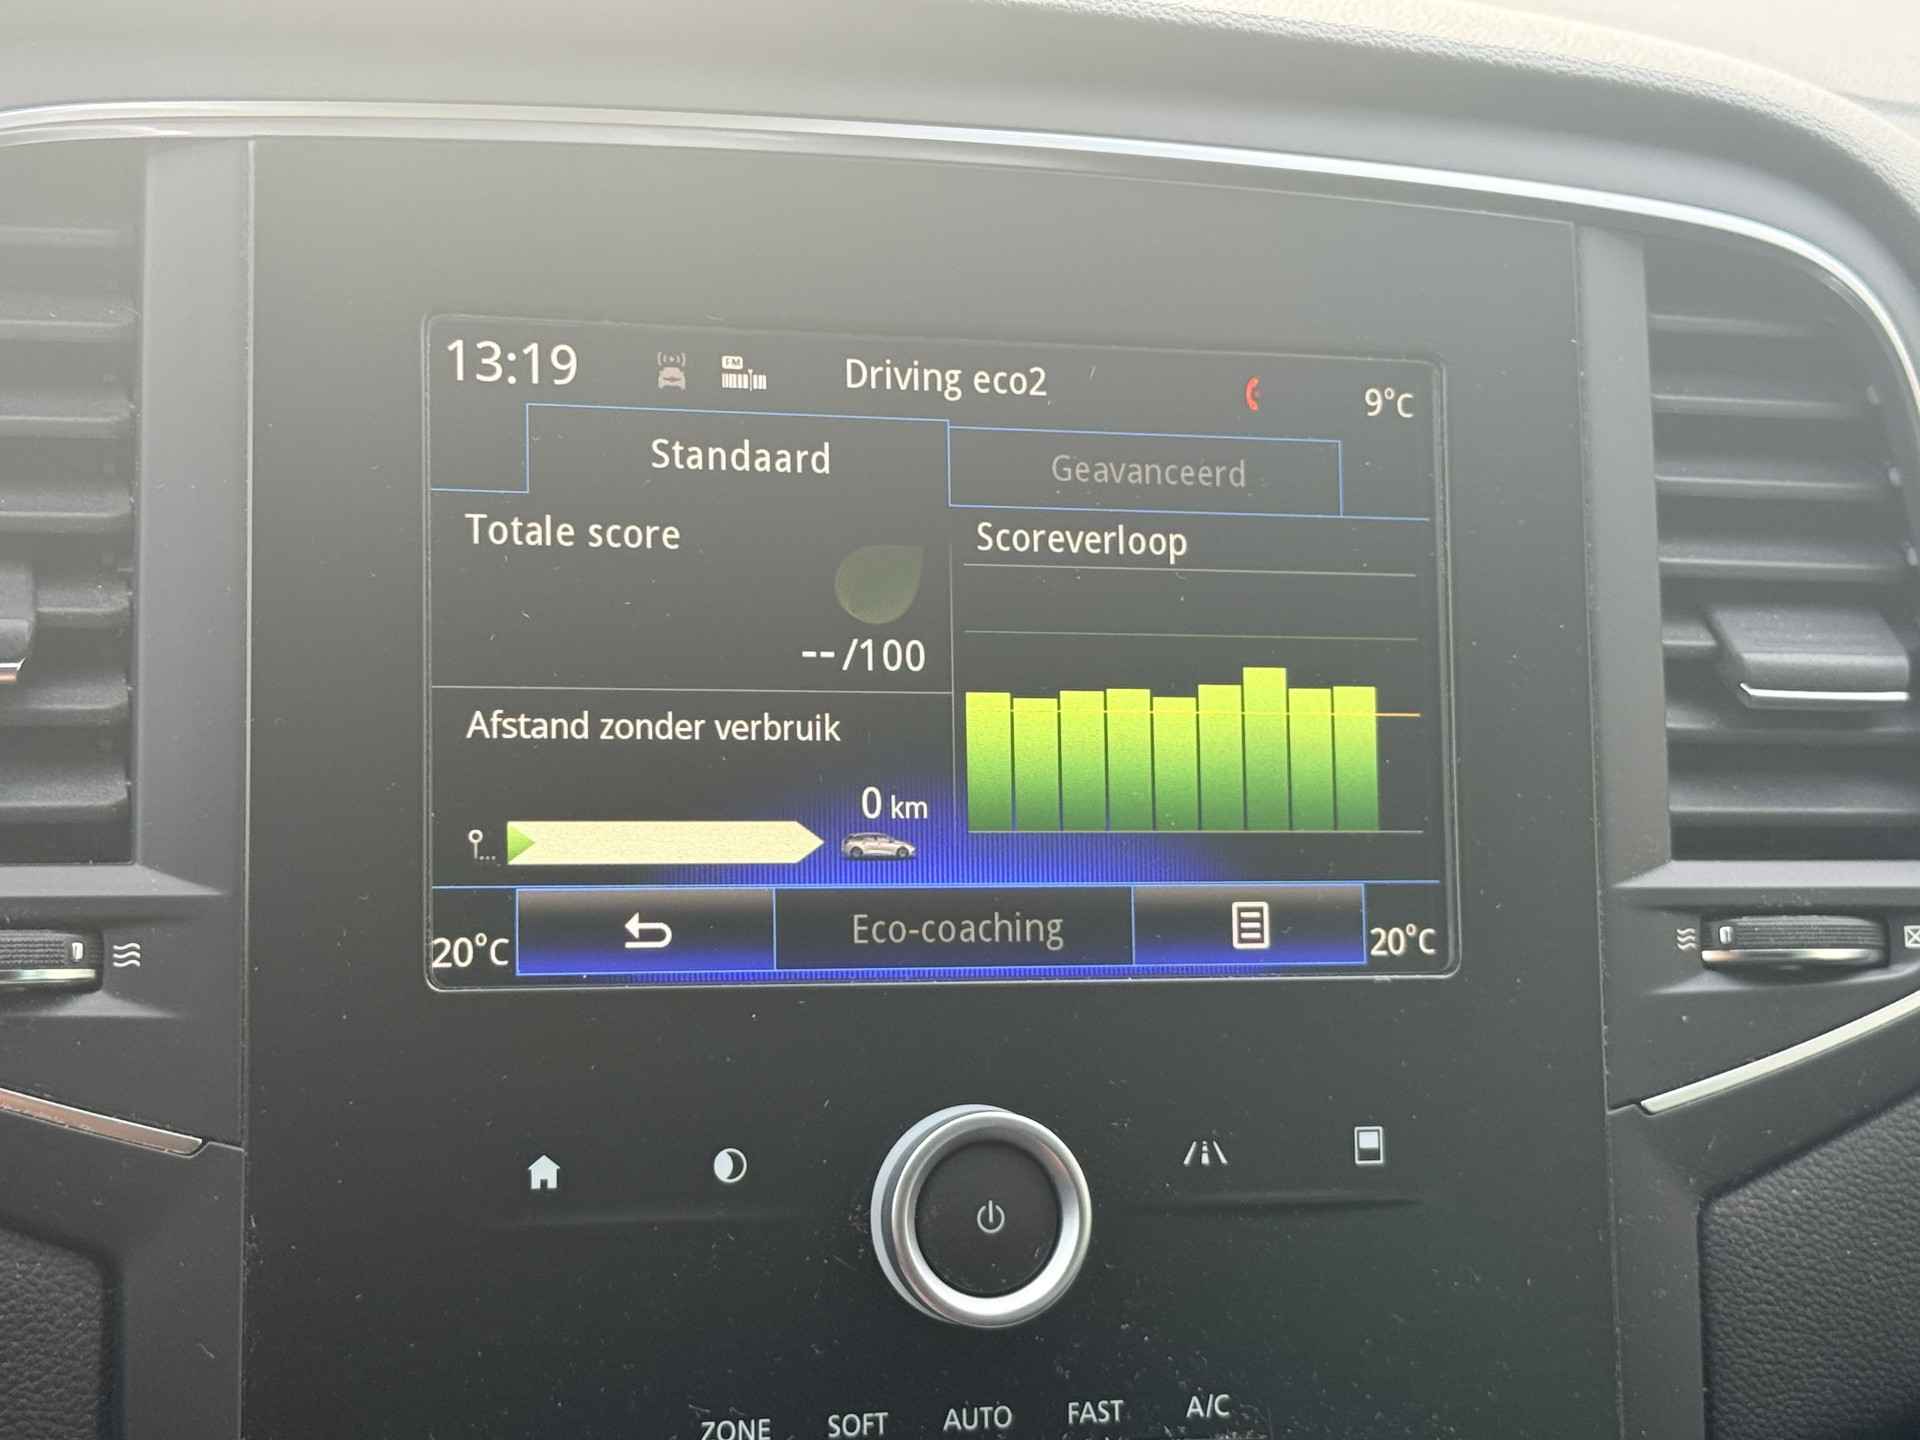 13:19
FM
Driving eco2
9°C
Standaard
Geavanceerd
Totale score
Scoreverloop
--/100
Afstand zonder verbruik
0 km
20°C
Eco-coaching
20°C
ZONE SOFT AUTO FAST A/C